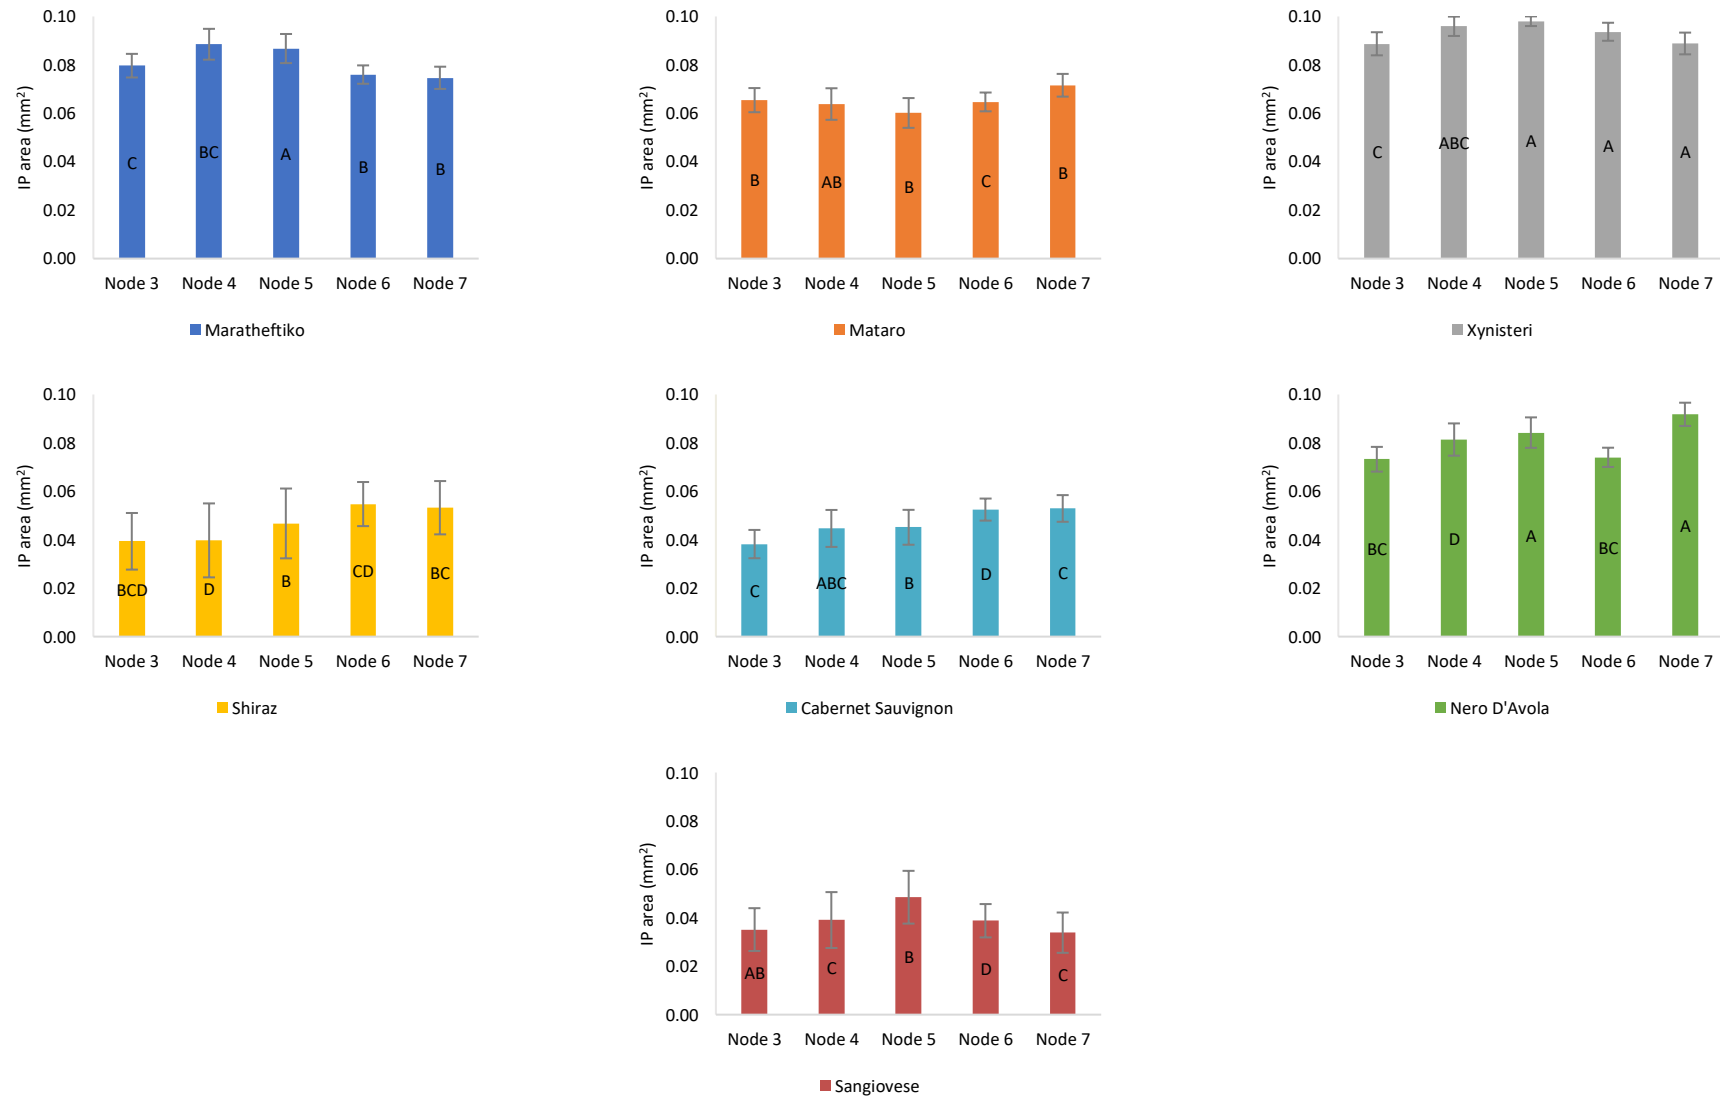 0.10
0.08
0.06
0.04
0.02
0.00
IP area (mm²)
C
BC
A
B
B
Node 3 Node 4 Node 5 Node 6 Node 7
Maratheftiko
0.10
0.08
0.06
0.04
0.02
0.00
IP area (mm²)
B
AB
B
C
B
Node 3 Node 4 Node 5 Node 6 Node 7
Mataro
0.10
0.08
0.06
0.04
0.02
0.00
IP area (mm²)
C
ABC
A
A
A
Node 3 Node 4 Node 5 Node 6 Node 7
Xynisteri
0.10
0.08
0.06
0.04
0.02
0.00
IP area (mm²)
BCD
D
B
CD
BC
Node 3 Node 4 Node 5 Node 6 Node 7
Shiraz
0.10
0.08
0.06
0.04
0.02
0.00
IP area (mm²)
C
ABC
B
D
C
Node 3 Node 4 Node 5 Node 6 Node 7
Cabernet Sauvignon
0.10
0.08
0.06
0.04
0.02
0.00
IP area (mm²)
BC
D
A
BC
A
Node 3 Node 4 Node 5 Node 6 Node 7
Nero D'Avola
0.10
0.08
0.06
0.04
0.02
0.00
IP area (mm²)
AB
C
B
D
C
Node 3 Node 4 Node 5 Node 6 Node 7
Sangiovese